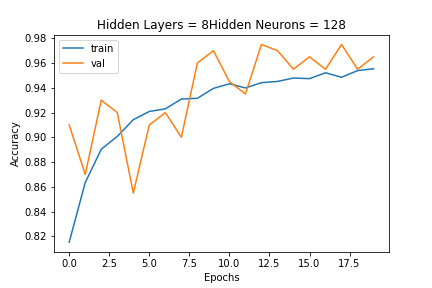 Hidden Layers = 8Hidden Neurons = 128
train
val
Accuracy
0.98
0.96
0.94
0.92
0.90
0.88
0.86
0.84
0.82
0.0 2.5 5.0 7.5 10.0 12.5 15.0 17.5
Epochs